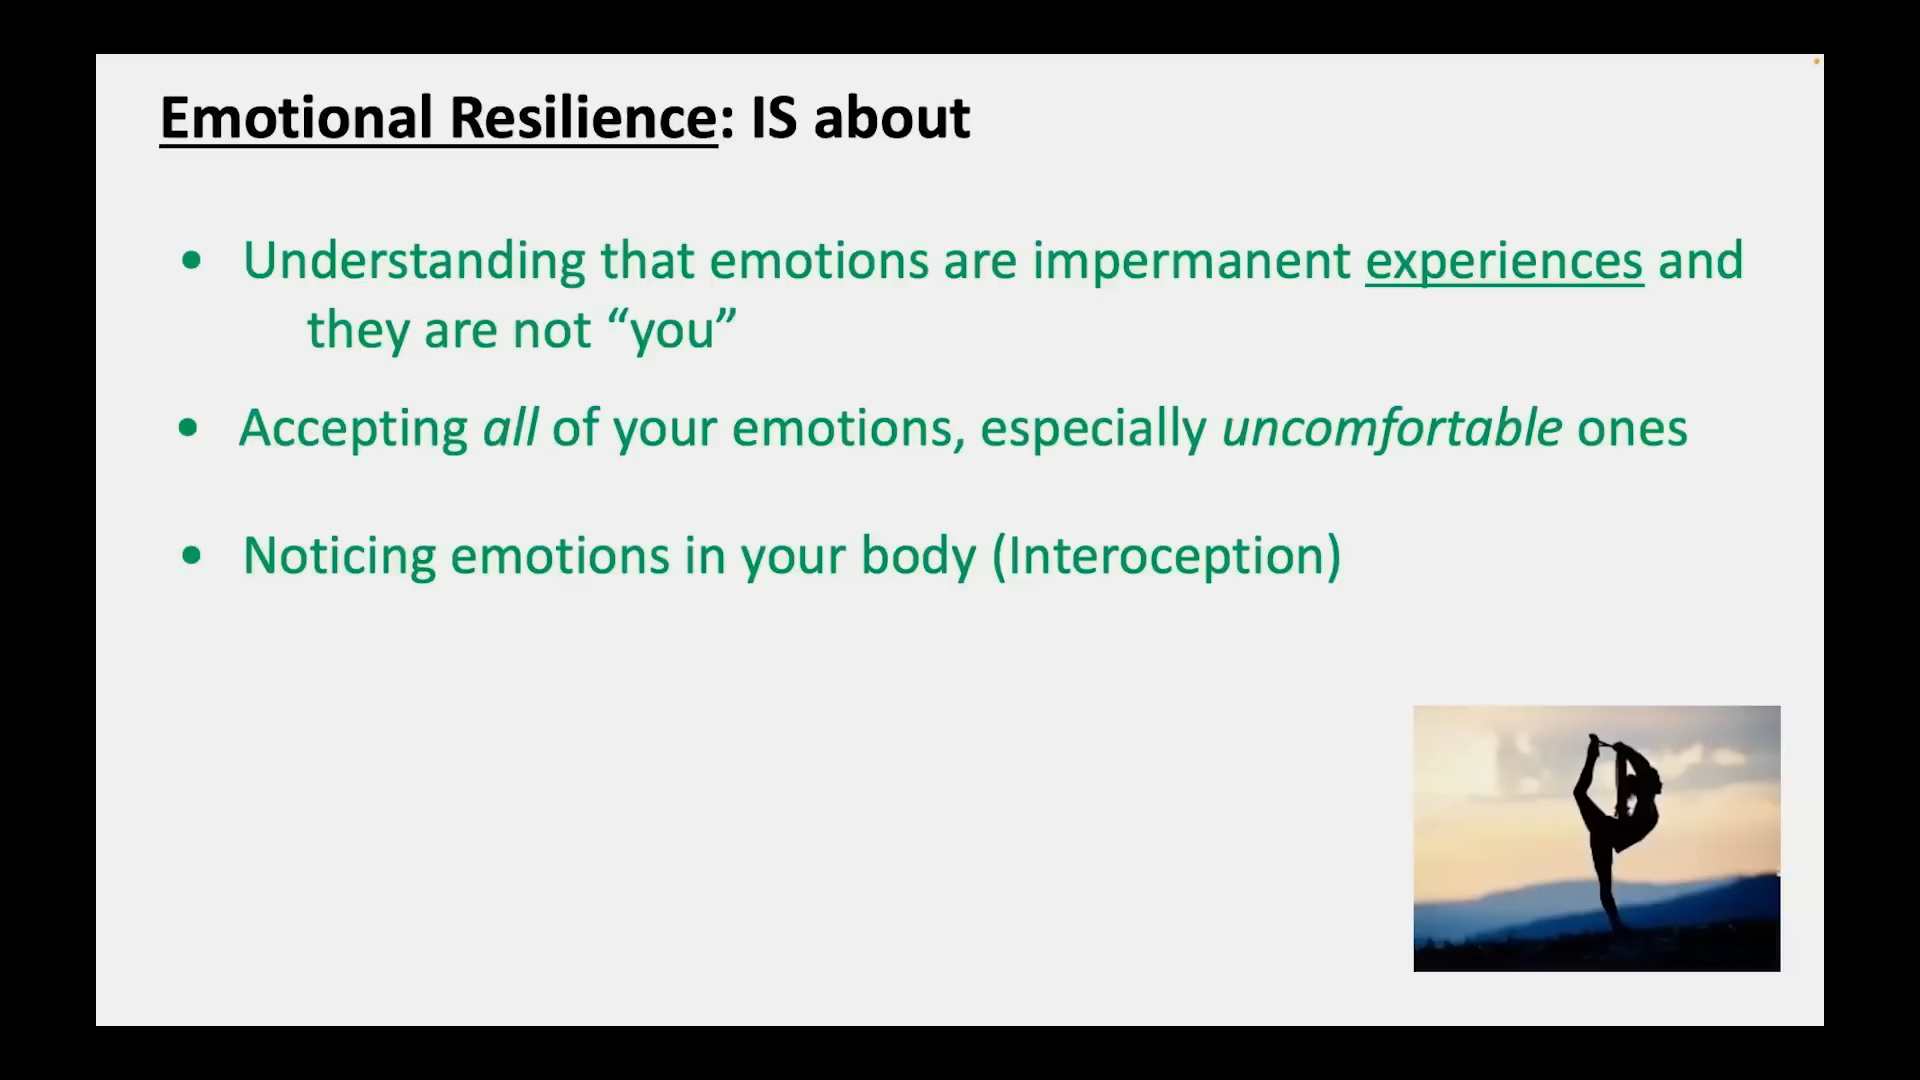 Emotional Resilience: IS about
• Understanding that emotions are impermanent experiences and
they are not “you”
• Accepting all of your emotions, especially uncomfortable ones
• Noticing emotions in your body (Interoception)